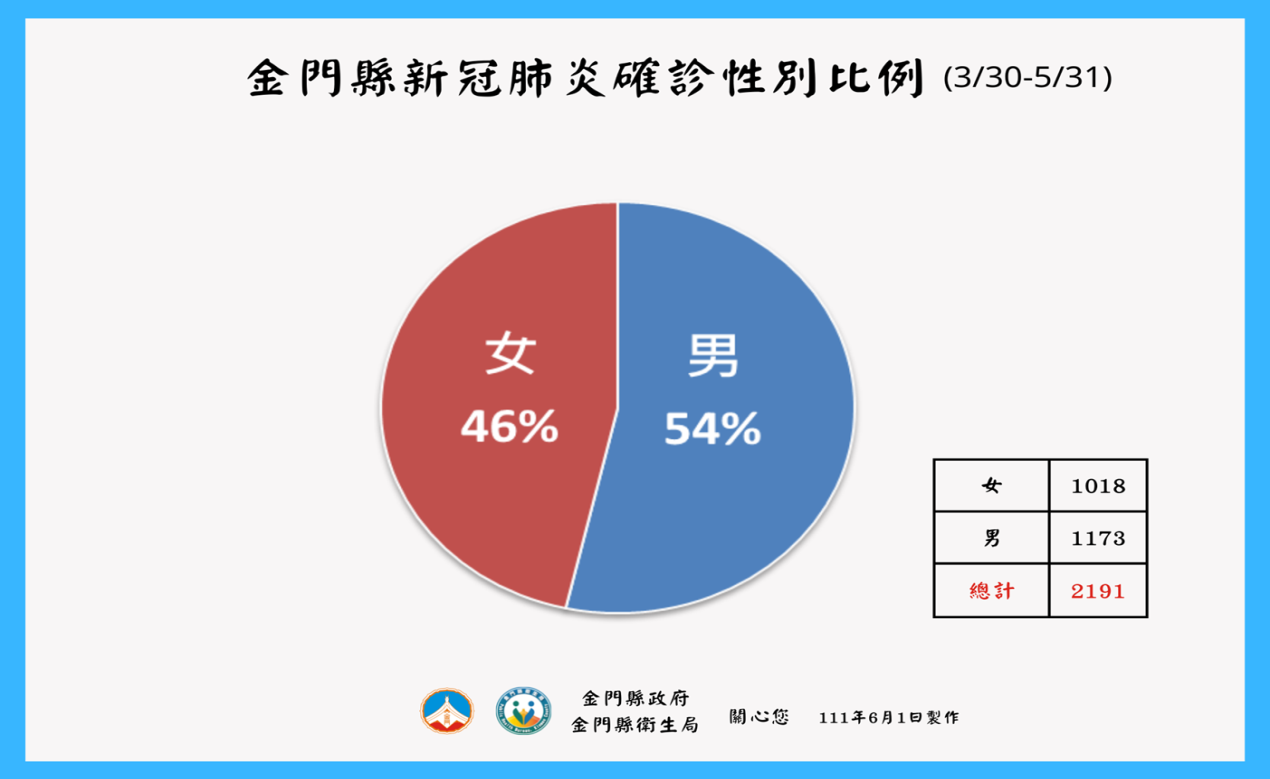 金門縣新冠肺炎確診性別比例 (3/30-5/31)
女
46%
男
54%
女 1018
男 1173
總計 2191
金門縣政府
金門縣衛生局
關心您
111年6月1日製作